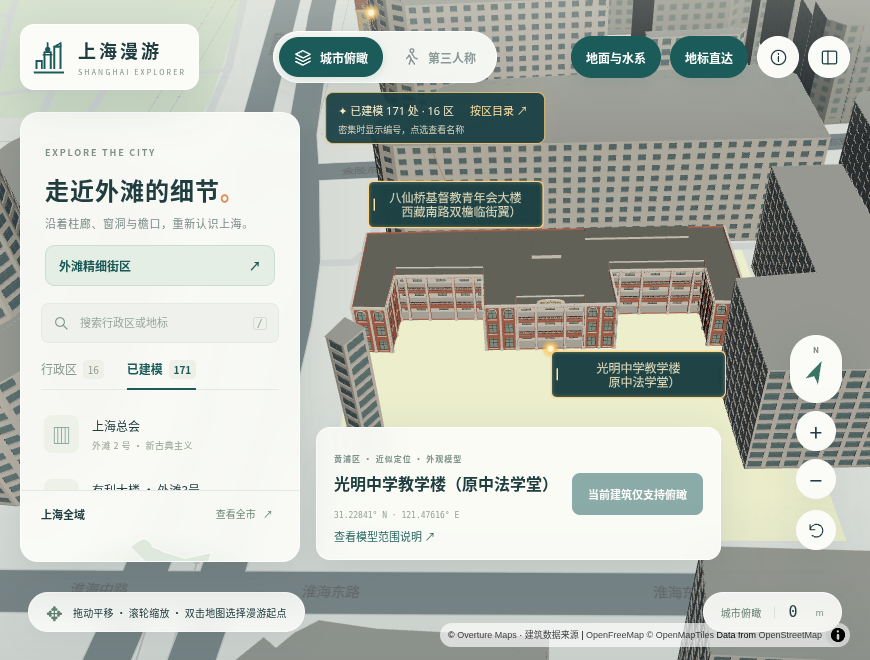 上海漫游
SHANGHAI EXPLORER
城市俯瞰
第三人称
地面与水系
地标直达
✦ 已建模 171 处 · 16 区
按区目录 ↗
密集时显示编号，点选查看名称
EXPLORE THE CITY
走近外滩的细节。
沿着柱廊、窗洞与檐口，重新认识上海。
外滩精细街区 ↗
搜索行政区或地标 /
行政区 16
已建模 171
上海总会
外滩 2 号 · 新古典主义
有利大楼 · 外滩3号
上海全域
查看全市 ↗
八仙桥基督教青年会大楼
西藏南路双檐临街翼）
光明中学教学楼
原中法学堂）
N
+
−
黄浦区 · 近似定位 · 外观模型
光明中学教学楼（原中法学堂）
31.22841° N · 121.47616° E
查看模型范围说明 ↗
当前建筑仅支持俯瞰
淮海中路
淮海东路
拖动平移 · 滚轮缩放 · 双击地图选择漫游起点
城市俯瞰 0 m
© Overture Maps · 建筑数据来源 | OpenFreeMap © OpenMapTiles Data from OpenStreetMap